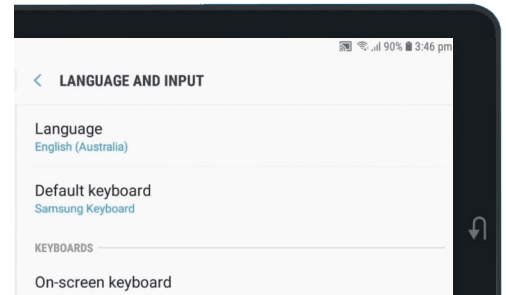 90% 3:46 pm
< LANGUAGE AND INPUT
Language
English (Australia)
Default keyboard
Samsung Keyboard
KEYBOARDS
On-screen keyboard